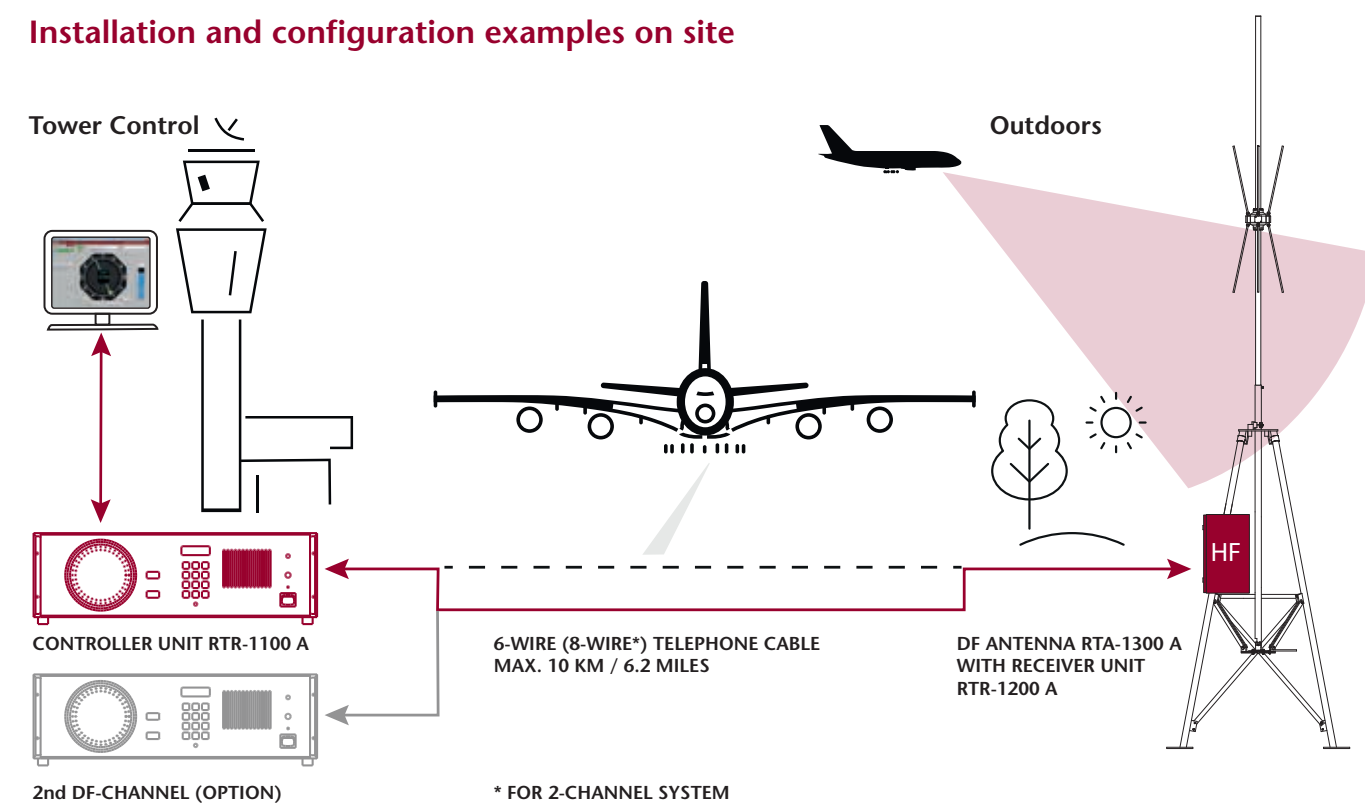 Installation and configuration examples on site
Tower Control
Outdoors
HF
CONTROLLER UNIT RTR-1100 A
6-WIRE (8-WIRE*) TELEPHONE CABLE
MAX. 10 KM / 6.2 MILES
DF ANTENNA RTA-1300 A
WITH RECEIVER UNIT
RTR-1200 A
2nd DF-CHANNEL (OPTION)
* FOR 2-CHANNEL SYSTEM